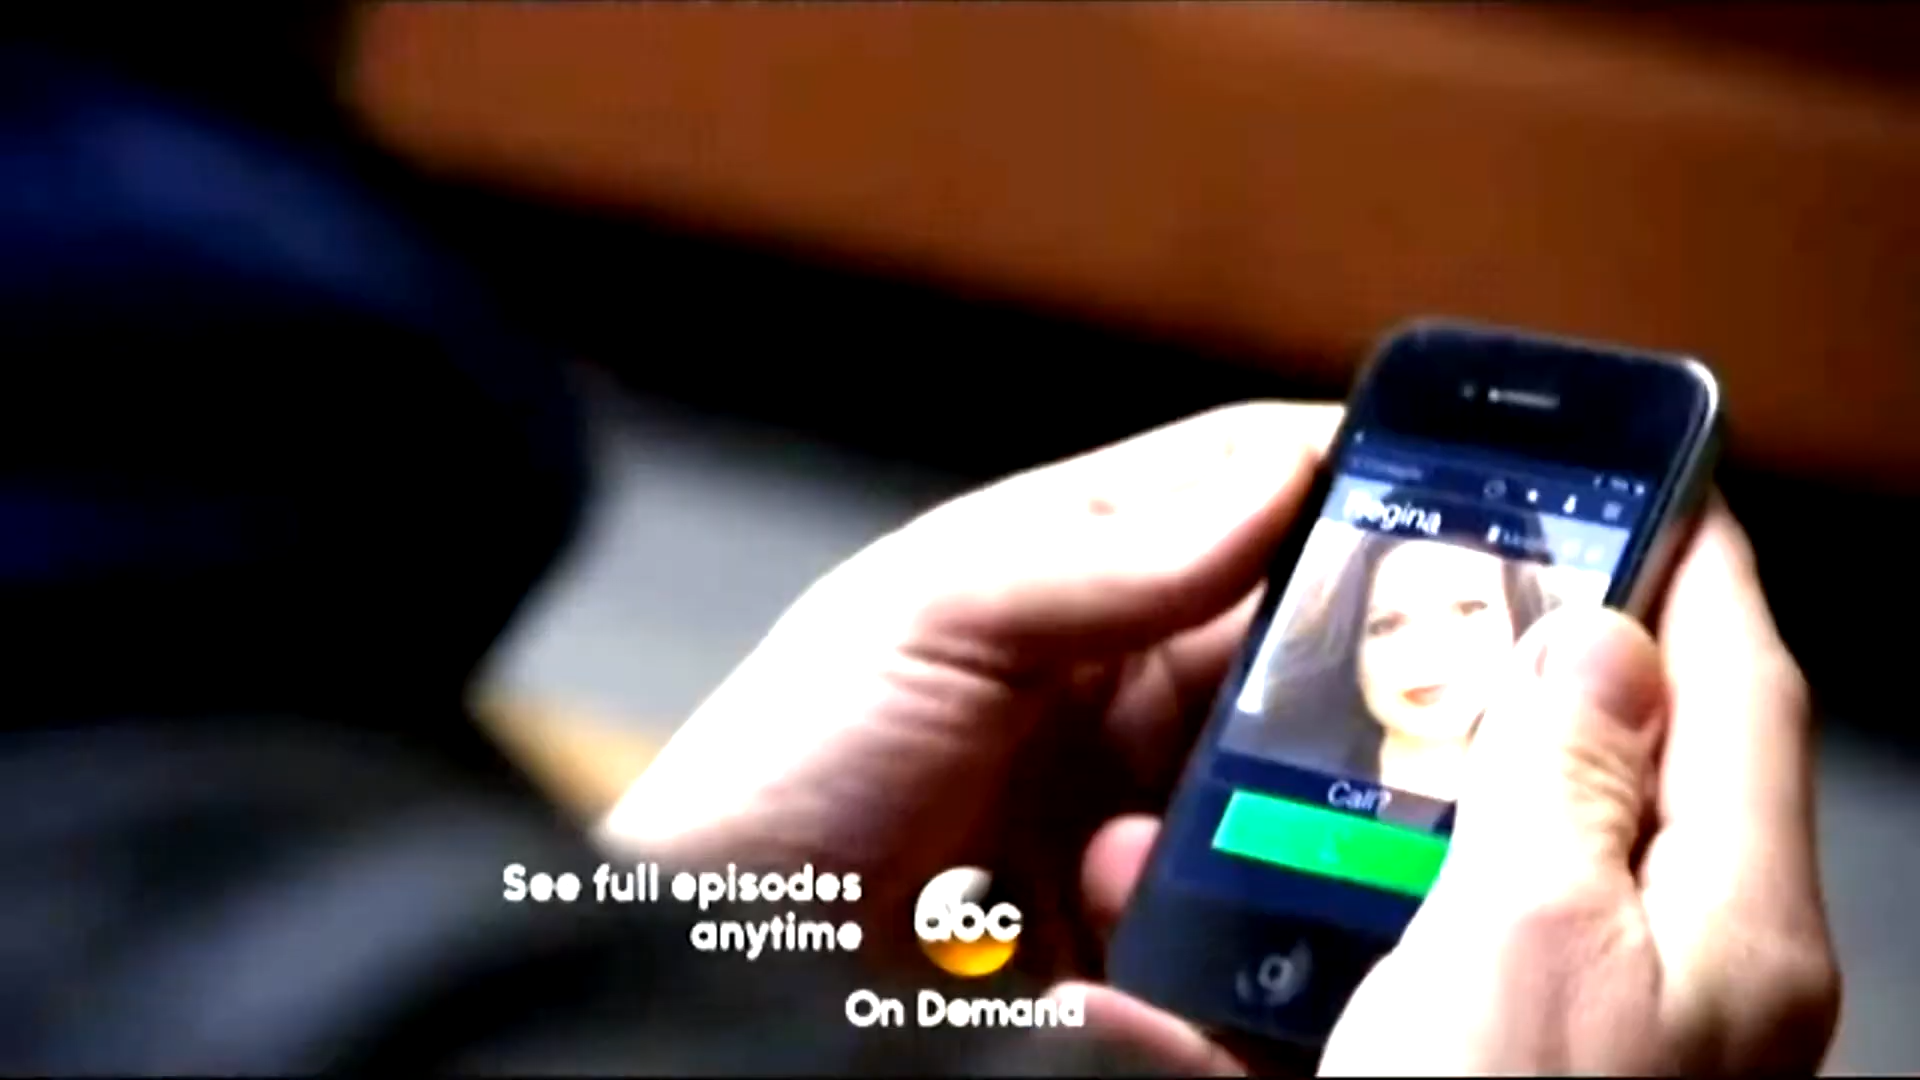 Regina
Call?
See full episodes
anytime
abc
On Demand